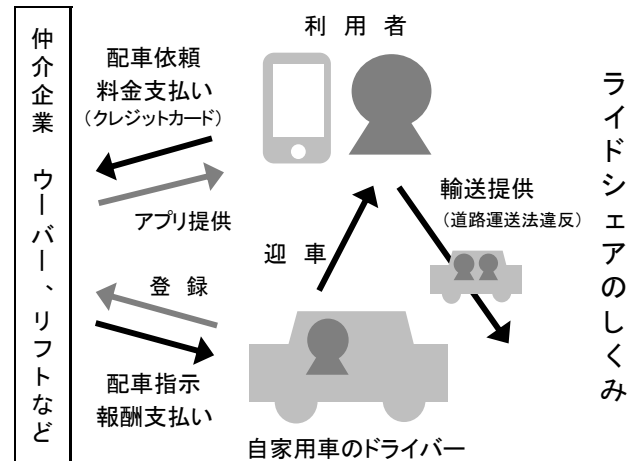 ライドシェアのしくみ
仲介企業 ウーバー、リフトなど
利用者
配車依頼
料金支払い
（クレジットカード）
アプリ提供
輸送提供
（道路運送法違反）
迎車
登録
配車指示
報酬支払い
自家用車のドライバー